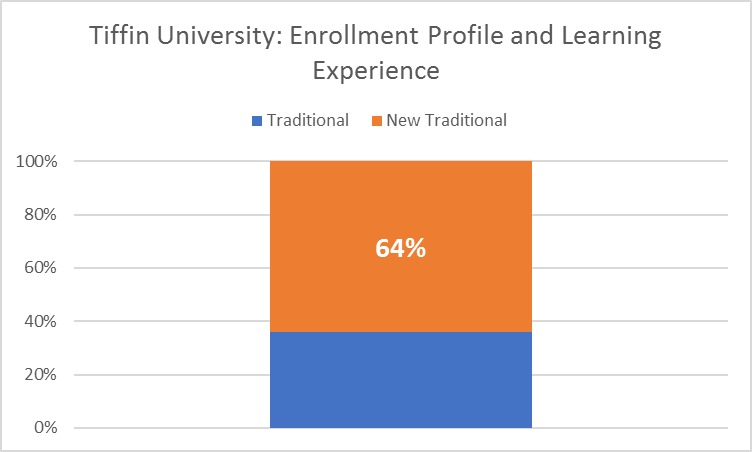 Tiffin University: Enrollment Profile and Learning
Experience
Traditional New Traditional
100%
80%
64%
60%
40%
20%
0%